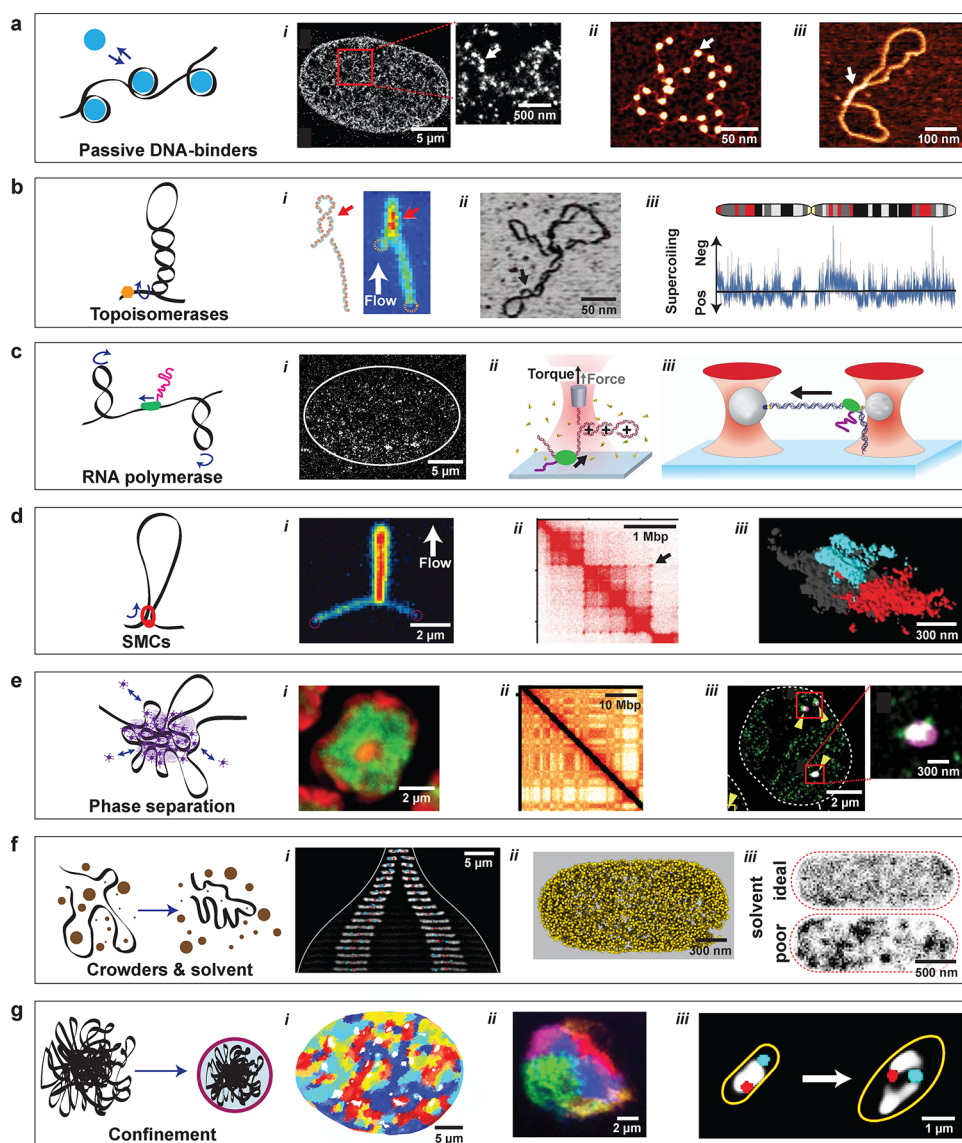 a
i
ii
iii
500 nm
5 µm
50 nm
100 nm
Passive DNA-binders
b
i
ii
iii
Flow
50 nm
Supercoiling
Pos Neg
Topoisomerases
c
i
ii
iii
Torque
Force
+ + +
5 µm
RNA polymerase
d
i
ii
iii
Flow
1 Mbp
2 µm
300 nm
SMCs
e
i
ii
iii
10 Mbp
2 µm
2 µm
300 nm
Phase separation
f
i
ii
iii
5 µm
300 nm
solvent
poor ideal
500 nm
Crowders & solvent
g
i
ii
iii
5 µm
2 µm
1 µm
Confinement